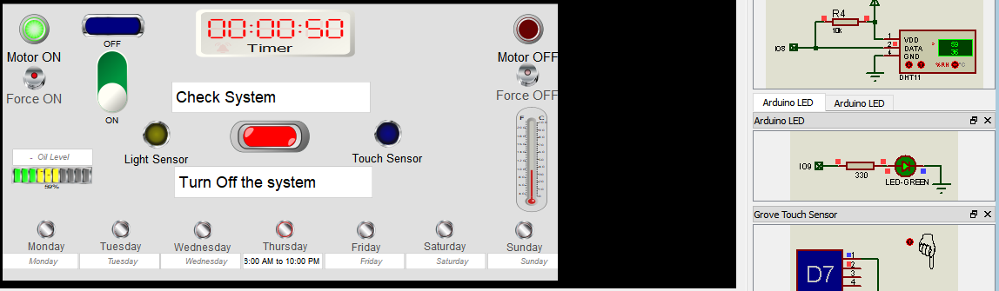 00:00:50
Timer
OFF
Motor ON
Motor OFF
Force ON
Force OFF
ON
Check System
F C
Light Sensor
Touch Sensor
- Oil Level
59%
Turn Off the system
Monday
Tuesday
Wednesday
Thursday
Friday
Saturday
Sunday
Monday
Tuesday
Wednesday
8:00 AM to 10:00 PM
Friday
Saturday
Sunday
R4
10k
IO8
1
2
4
VDD
DATA
GND
59
36
%RH
°C
DHT11
Arduino LED
Arduino LED
Arduino LED
IO9
330
LED-GREEN
Grove Touch Sensor
D7
1
2
3
4